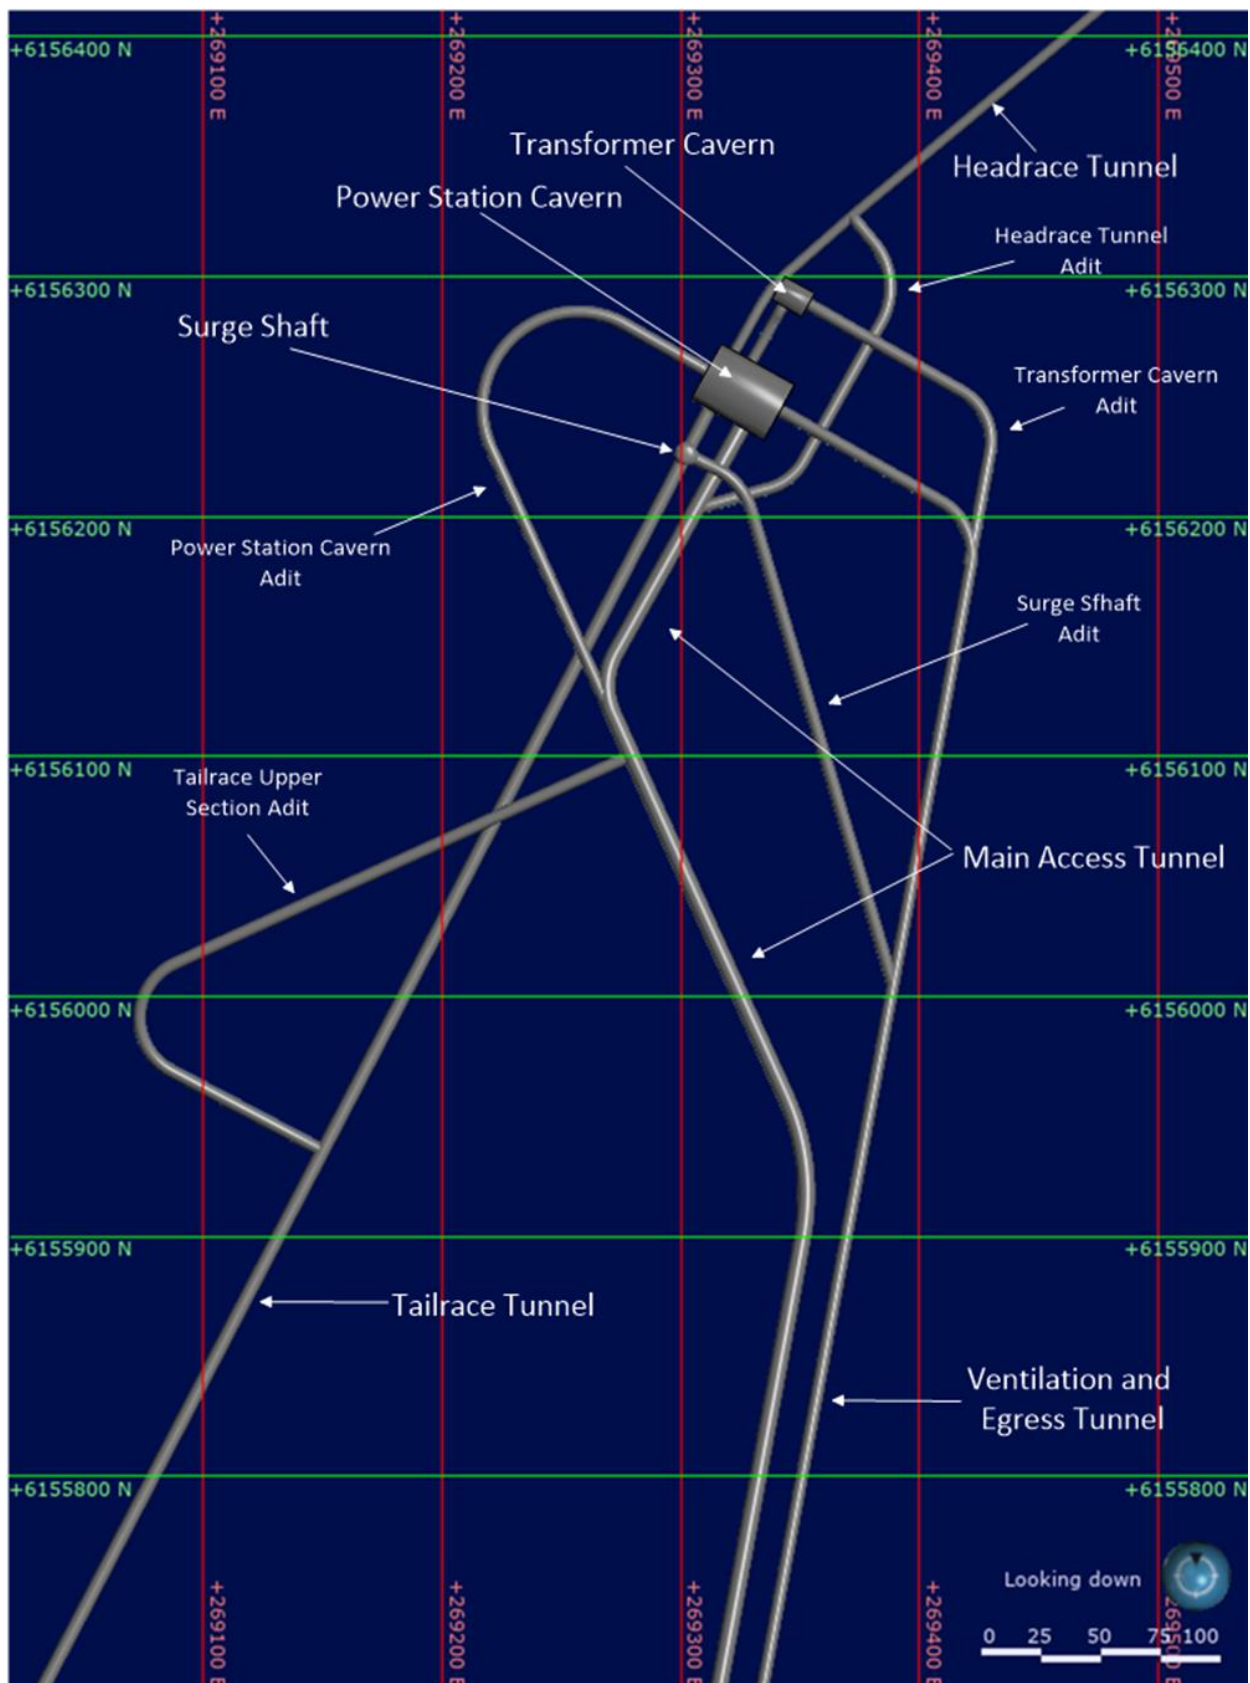 +269100 E
+269200 E
+269300 E
+269400 E
+269500 E
+6156400 N
+6156400 N
Transformer Cavern
Headrace Tunnel
Power Station Cavern
Headrace Tunnel
Adit
+6156300 N
+6156300 N
Surge Shaft
Transformer Cavern
Adit
+6156200 N
+6156200 N
Power Station Cavern
Adit
Surge Sfhaft
Adit
+6156100 N
+6156100 N
Tailrace Upper
Section Adit
Main Access Tunnel
+6156000 N
+6156000 N
+6155900 N
+6155900 N
Tailrace Tunnel
Ventilation and
Egress Tunnel
+6155800 N
+6155800 N
Looking down
+269100 E
+269200 E
+269300 E
+269400 E
+269500 E
0 25 50 75 100